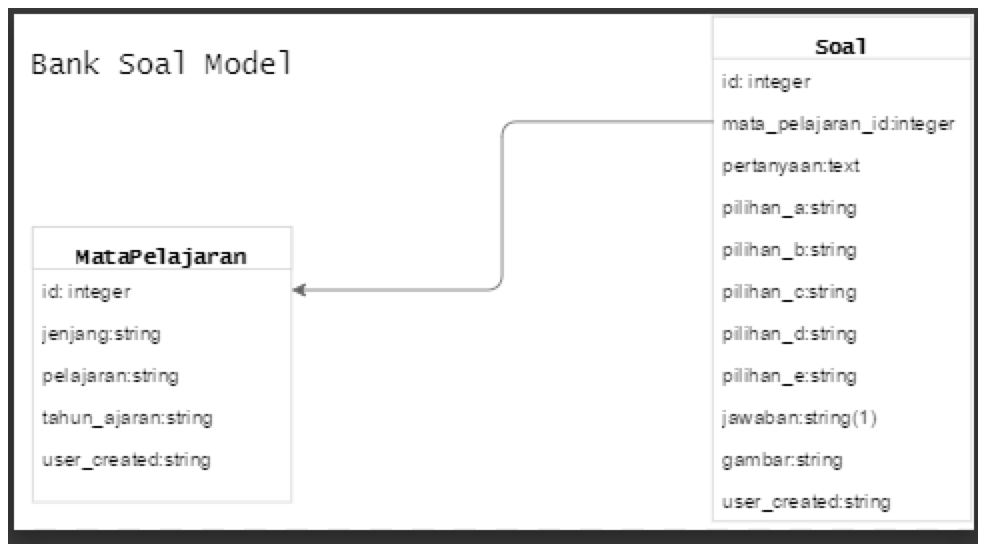 Bank Soal Model
Soal
id: integer
mata_pelajaran_id:integer
pertanyaan:text
pilihan_a:string
pilihan_b:string
pilihan_c:string
pilihan_d:string
pilihan_e:string
jawaban:string(1)
gambar:string
user_created:string
MataPelajaran
id: integer
jenjang:string
pelajaran:string
tahun_ajaran:string
user_created:string